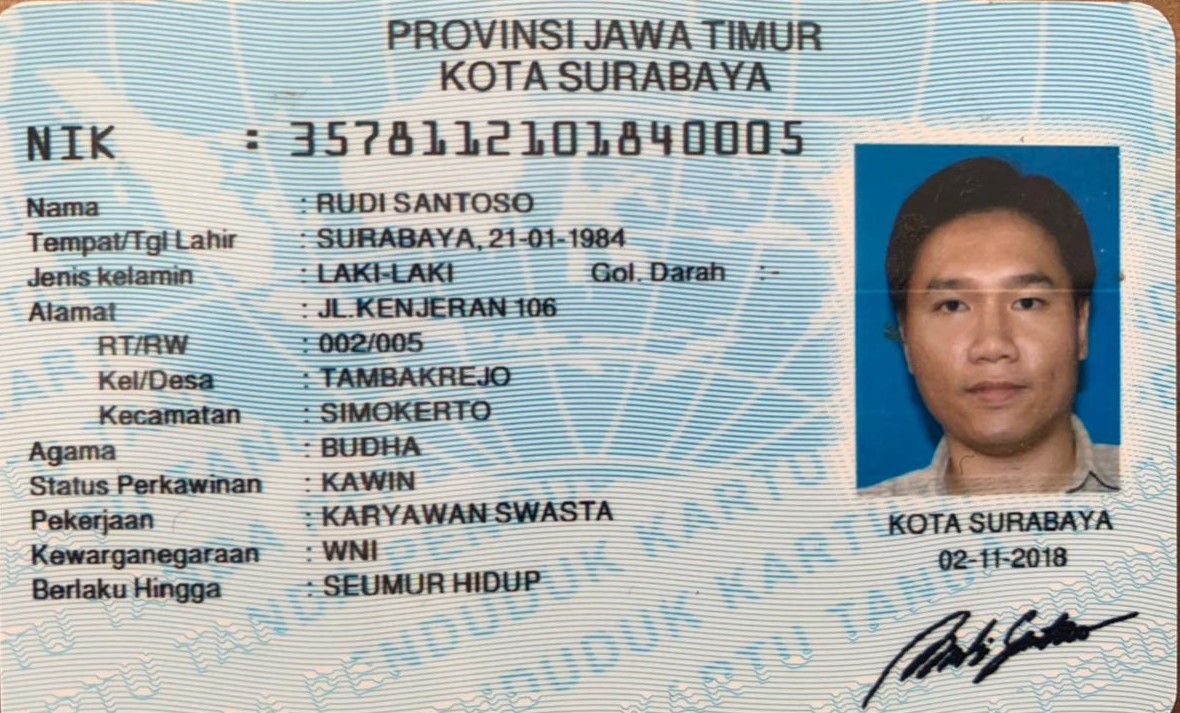 PROVINSI JAWA TIMUR
KOTA SURABAYA
NIK : 3578112101840005
Nama : RUDI SANTOSO
Tempat/Tgl Lahir : SURABAYA, 21-01-1984
Jenis kelamin : LAKI-LAKI Gol. Darah : -
Alamat : JL.KENJERAN 106
RT/RW : 002/005
Kel/Desa : TAMBAKREJO
Kecamatan : SIMOKERTO
Agama : BUDHA
Status Perkawinan : KAWIN
Pekerjaan : KARYAWAN SWASTA
Kewarganegaraan : WNI
Berlaku Hingga : SEUMUR HIDUP
KOTA SURABAYA
02-11-2018
Rudi Santoso